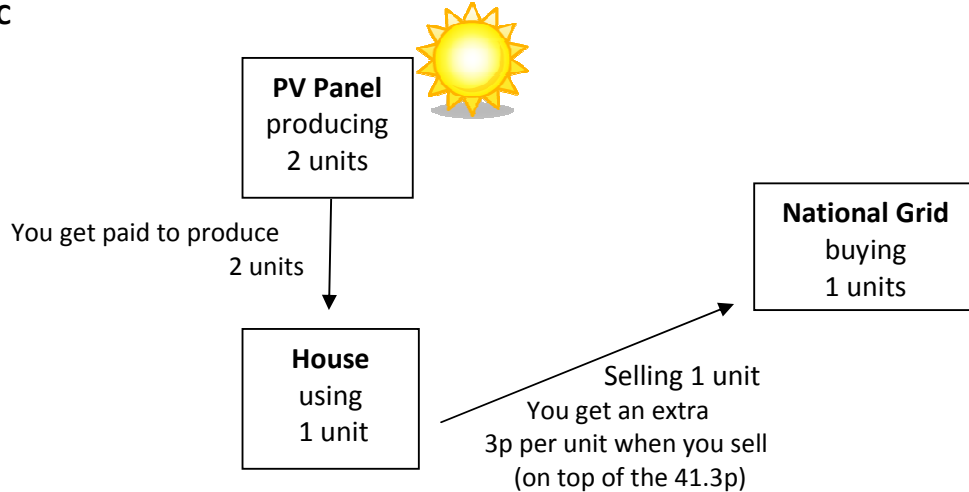 C
PV Panel
producing
2 units
You get paid to produce
2 units
National Grid
buying
1 units
House
using
1 unit
Selling 1 unit
You get an extra
3p per unit when you sell
(on top of the 41.3p)